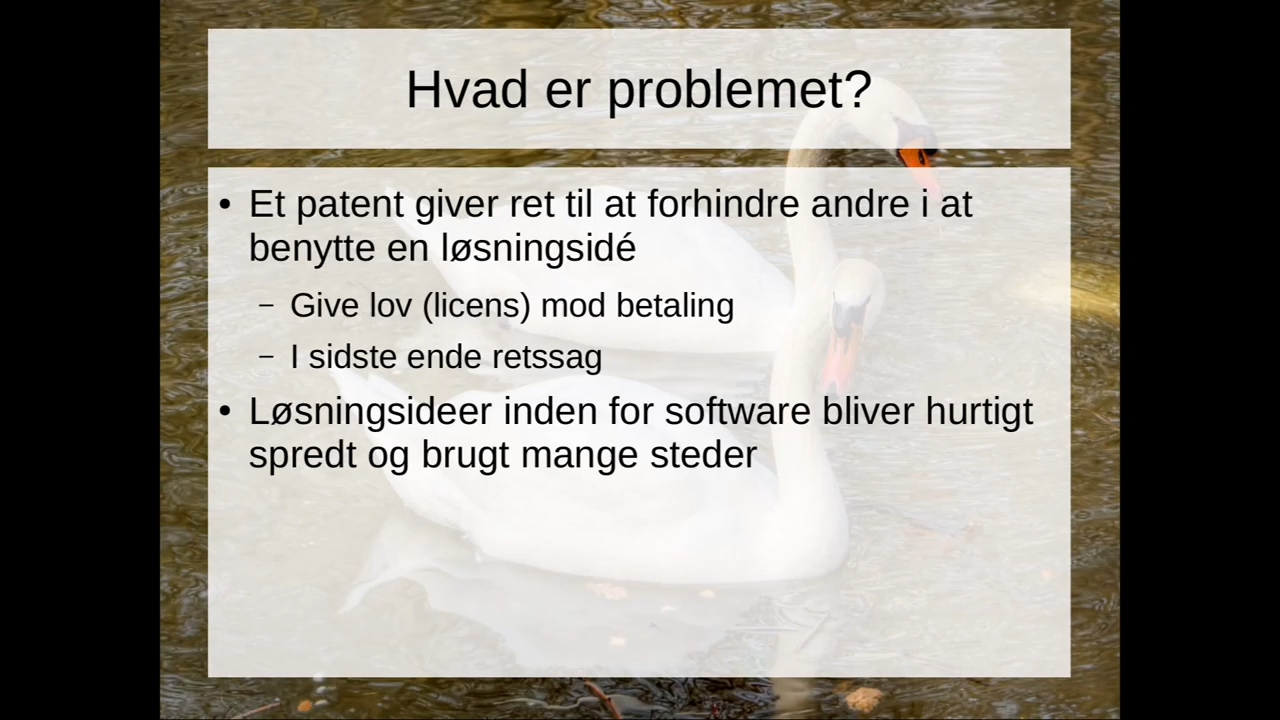 Hvad er problemet?
• Et patent giver ret til at forhindre andre i at
benytte en løsningsidé
– Give lov (licens) mod betaling
– I sidste ende retssag
• Løsningsideer inden for software bliver hurtigt
spredt og brugt mange steder